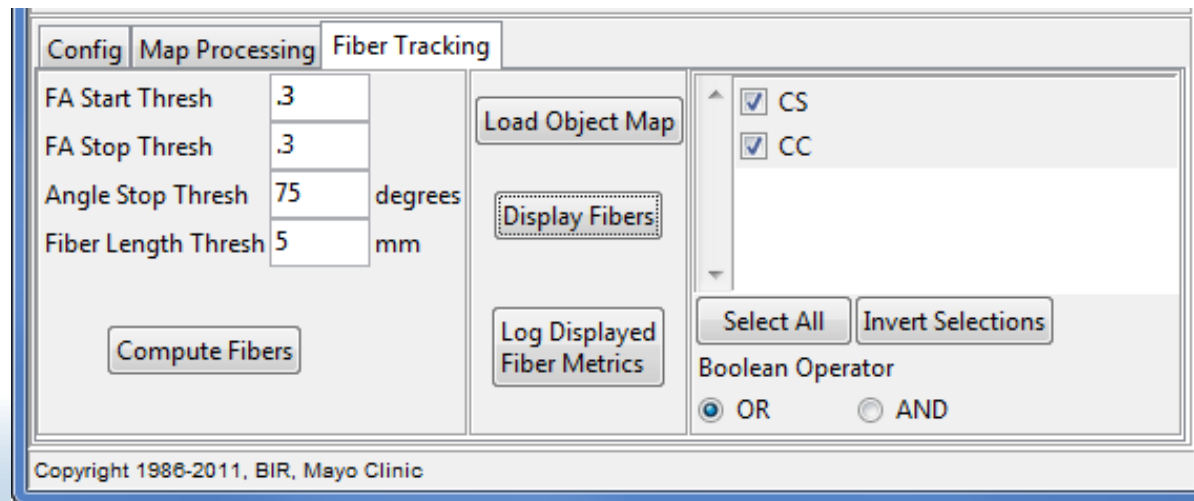 Config Map Processing Fiber Tracking
FA Start Thresh .3
FA Stop Thresh .3
Angle Stop Thresh 75 degrees
Fiber Length Thresh 5 mm
Compute Fibers
Load Object Map
Display Fibers
Log Displayed
Fiber Metrics
CS
CC
Select All Invert Selections
Boolean Operator
OR AND
Copyright 1986-2011, BIR, Mayo Clinic